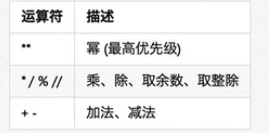 运算符 描述
** 幂 (最高优先级)
* / % // 乘、除、取余数、取整除
+ - 加法、减法